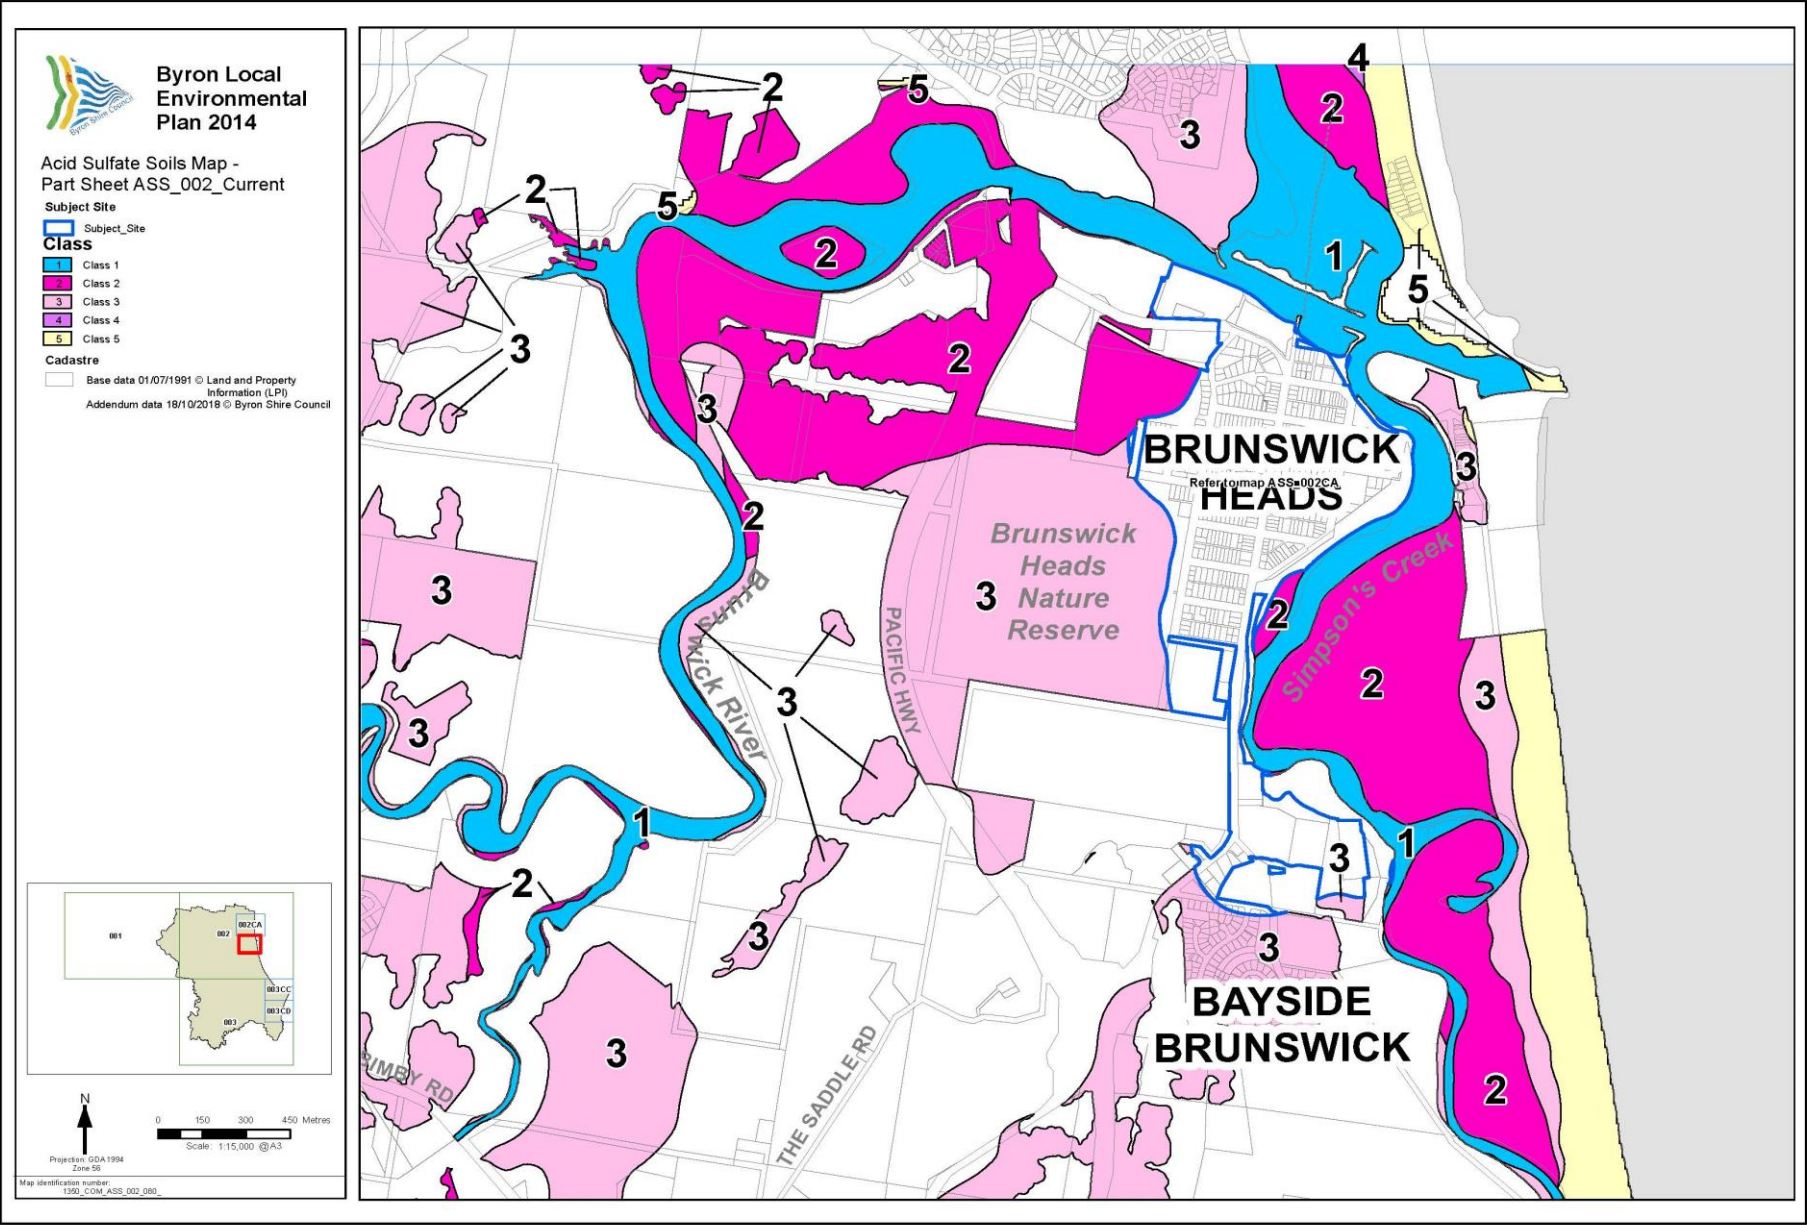 Byron Local
Environmental
Plan 2014
Byron Shire Council
Acid Sulfate Soils Map -
Part Sheet ASS_002_Current
Subject Site
Subject_Site
Class
1 Class 1
2 Class 2
3 Class 3
4 Class 4
5 Class 5
Cadastre
Base data 01/07/1991 © Land and Property
Information (LPI)
Addendum data 18/10/2018 © Byron Shire Council
001
002
002CA
003CC
003CD
003
N
0 150 300 450 Metres
Scale: 1:15,000 @A3
Projection: GDA 1994
Zone 56
Map identification number:
1350_COM_ASS_002_080_
4
2
5
2
3
2
5
2
1
5
3
2
3
3
BRUNSWICK
Refer to map ASS_002CA
HEADS
2
Brunswick
Heads
Nature
Reserve
3
3
2
Simpson's Creek
2
3
Brunswick River
PACIFIC HWY
3
3
1
1
3
2
3
3
BAYSIDE
BRUNSWICK
3
2
BIMBY RD
THE SADDLE RD